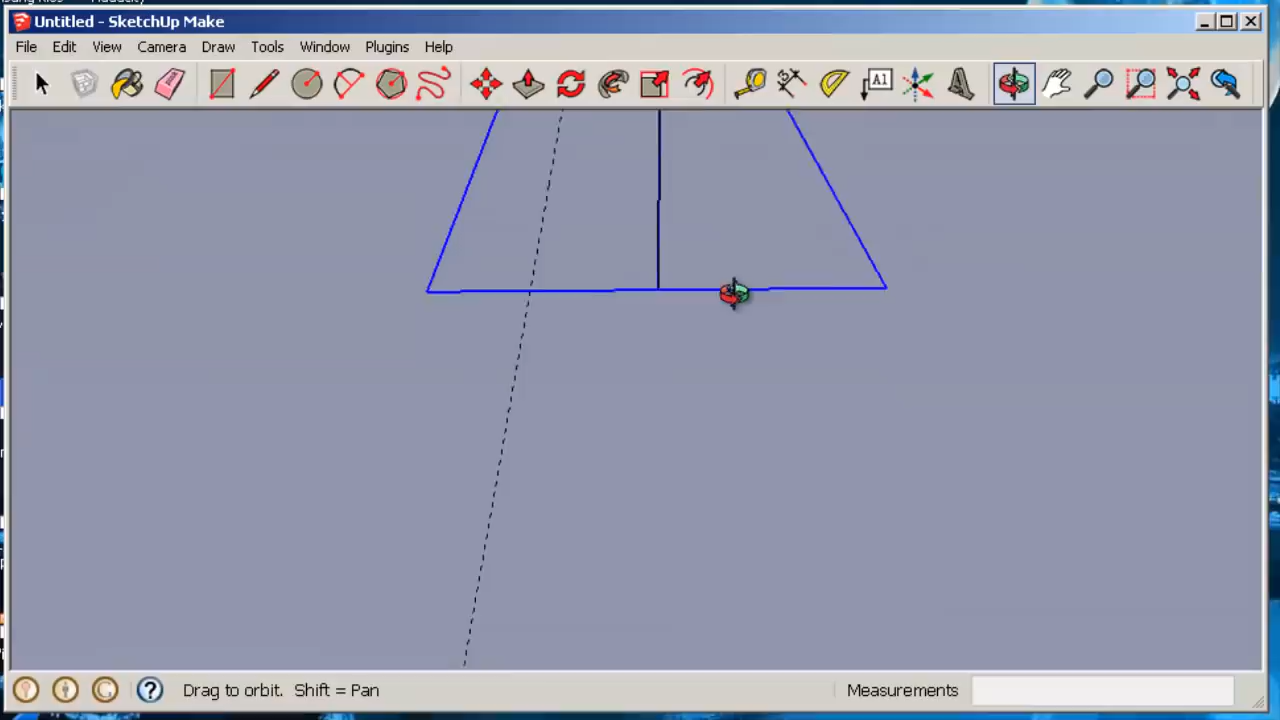 Untitled - SketchUp Make
File Edit View Camera Draw Tools Window Plugins Help
A1
Drag to orbit. Shift = Pan
Measurements